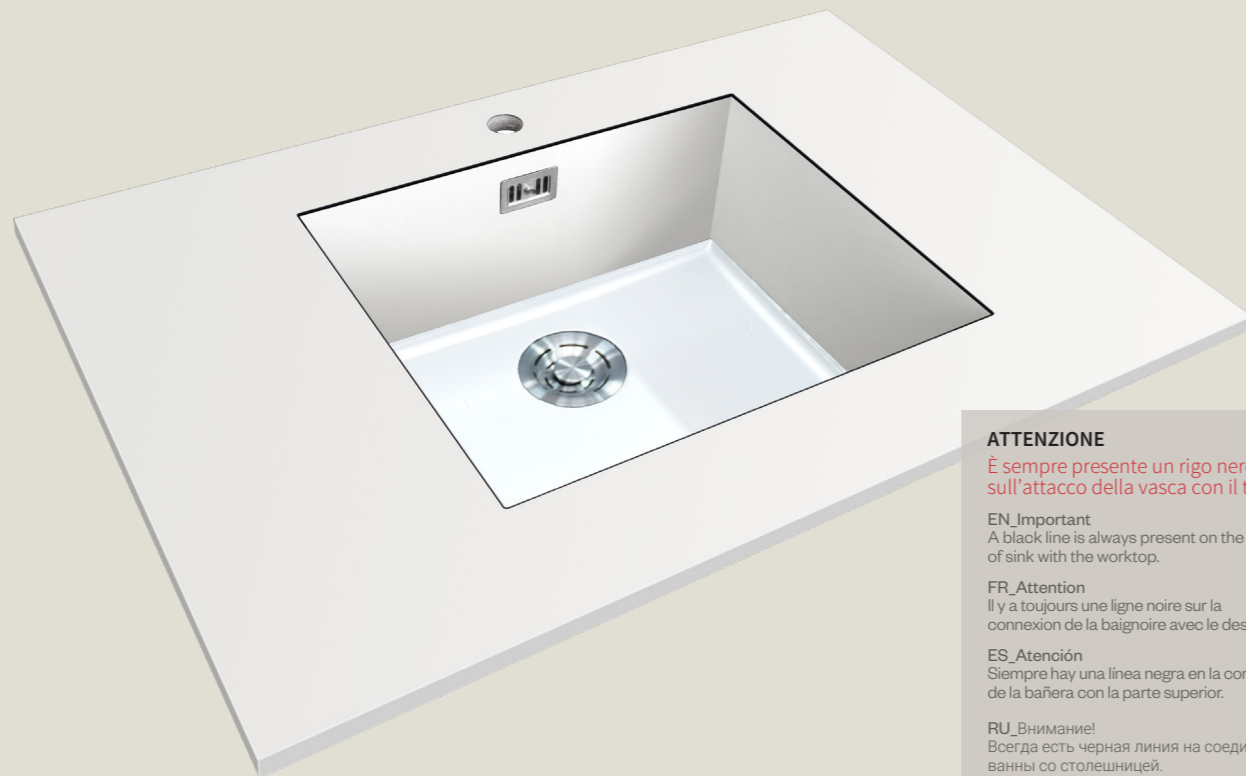 ATTENZIONE
È sempre presente un rigo nero
sull'attacco della vasca con il t
EN_Important
A black line is always present on the
of sink with the worktop.
FR_Attention
Il y a toujours une ligne noire sur la
connexion de la baignoire avec le des
ES_Atención
Siempre hay una línea negra en la con
de la bañera con la parte superior.
RU_Внимание!
Всегда есть черная линия на соеди
ванны со столешницей.